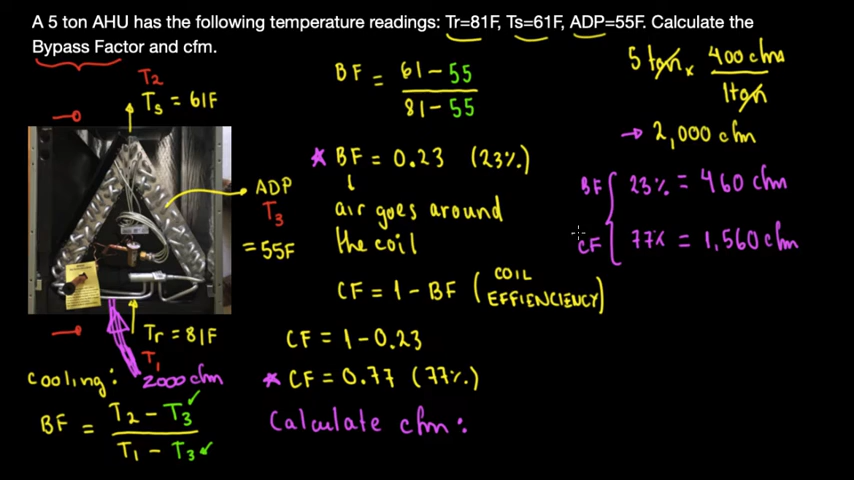 A 5 ton AHU has the following temperature readings: Tr=81F, Ts=61F, ADP=55F. Calculate the
Bypass Factor and cfm.
T2
Ts = 61F
ADP
T3
= 55F
Tr = 81F
T1
2000 cfm
cooling:
BF = T2 - T3 ✓
T1 - T3 ✓
BF = 61 - 55
81 - 55
★ BF = 0.23 (23%)
↓
air goes around
the coil
CF = 1 - BF (COIL
EFFIENCIENCY)
CF = 1 - 0.23
★ CF = 0.77 (77%)
Calculate cfm:
5 ton x 400 cfm
1 ton
→ 2,000 cfm
BF { 23% = 460 cfm
CF { 77% = 1,560 cfm